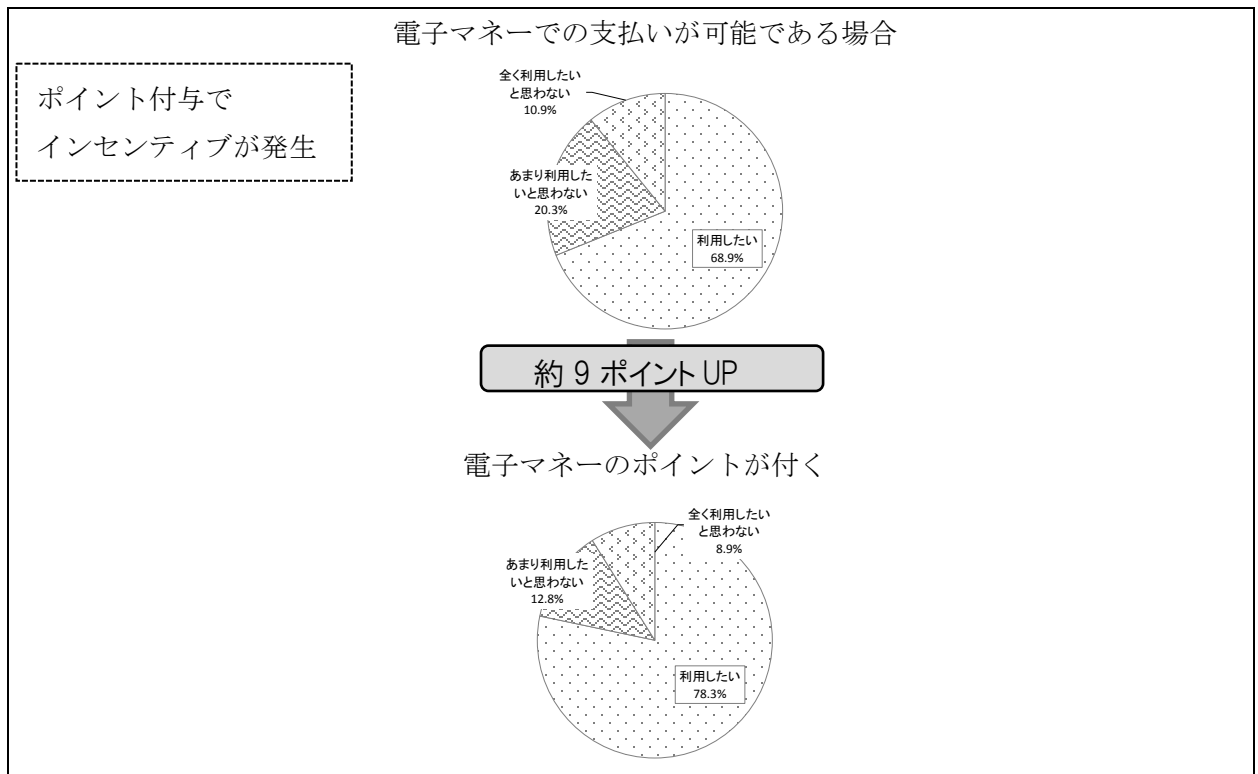 電子マネーでの支払いが可能である場合
ポイント付与で
インセンティブが発生
全く利用したい
と思わない
10.9%
あまり利用した
いと思わない
20.3%
利用したい
68.9%
約 9 ポイント UP
電子マネーのポイントが付く
全く利用したい
と思わない
8.9%
あまり利用した
いと思わない
12.8%
利用したい
78.3%